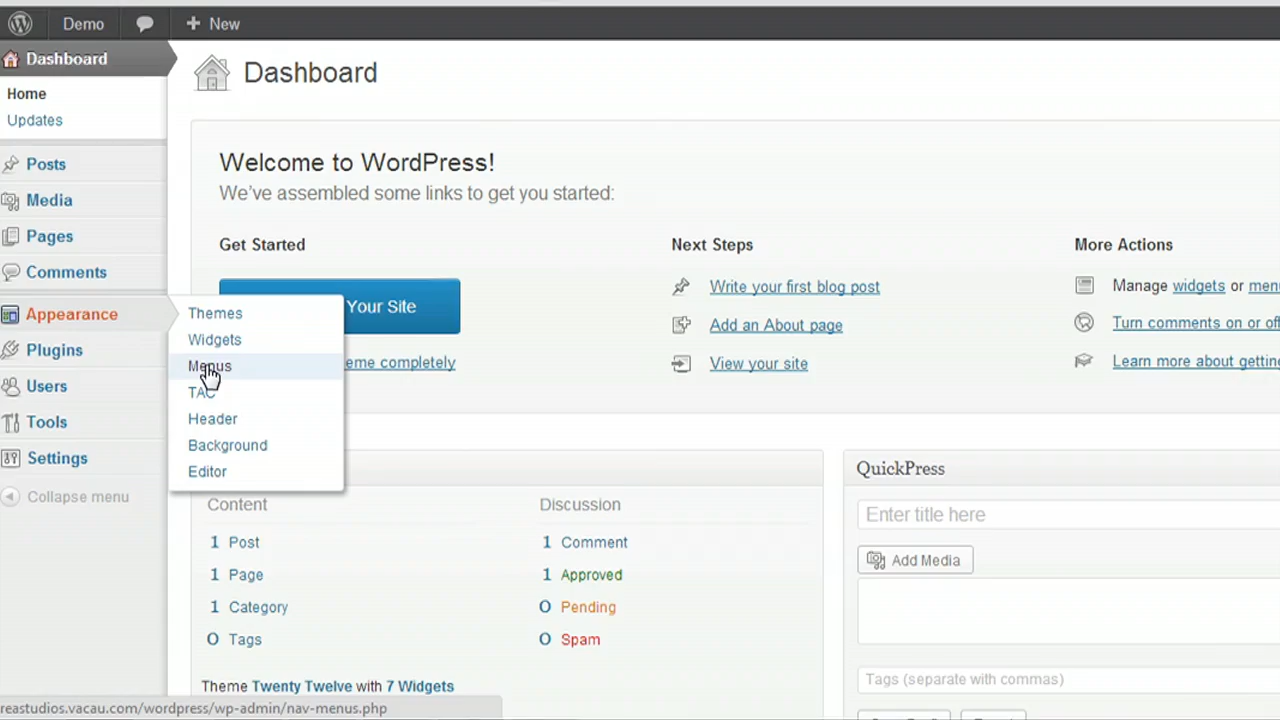 Demo
New
Dashboard
Home
Updates
Posts
Media
Pages
Comments
Appearance
Plugins
Users
Tools
Settings
Collapse menu
Themes
Widgets
Menus
TAC
Header
Background
Editor
Dashboard
Welcome to WordPress!
We've assembled some links to get you started:
Get Started
Your Site
eme completely
Next Steps
Write your first blog post
Add an About page
View your site
More Actions
Manage widgets or menu
Turn comments on or off
Learn more about getting
Content
1 Post
1 Page
1 Category
0 Tags
Discussion
1 Comment
1 Approved
0 Pending
0 Spam
Theme Twenty Twelve with 7 Widgets
QuickPress
Enter title here
Add Media
Tags (separate with commas)
reastudios.vacau.com/wordpress/wp-admin/nav-menus.php